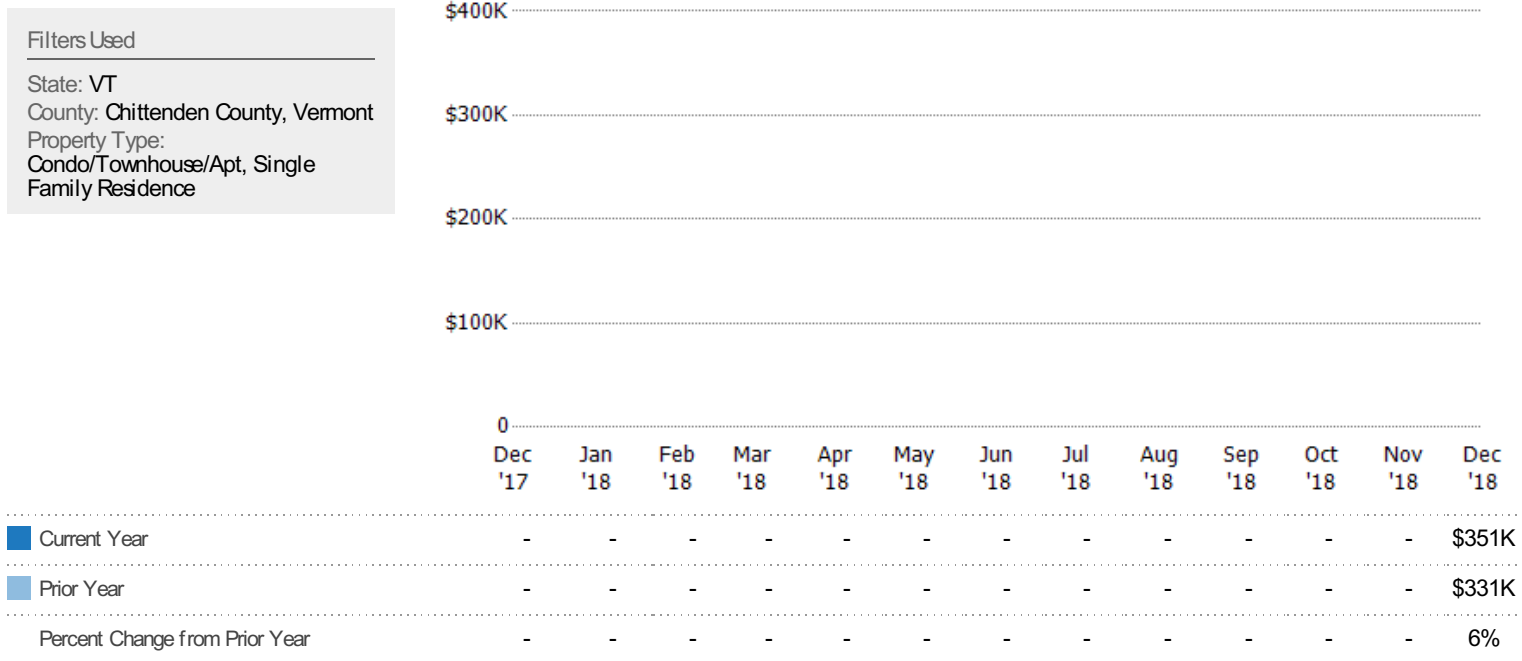 Filters Used
State: VT
County: Chittenden County, Vermont
Property Type:
Condo/Townhouse/Apt, Single
Family Residence
$400K
$300K
$200K
$100K
0
Dec Jan Feb Mar Apr May Jun Jul Aug Sep Oct Nov Dec
'17 '18 '18 '18 '18 '18 '18 '18 '18 '18 '18 '18 '18
Current Year - - - - - - - - - - - - $351K
Prior Year - - - - - - - - - - - - $331K
Percent Change from Prior Year - - - - - - - - - - - - 6%